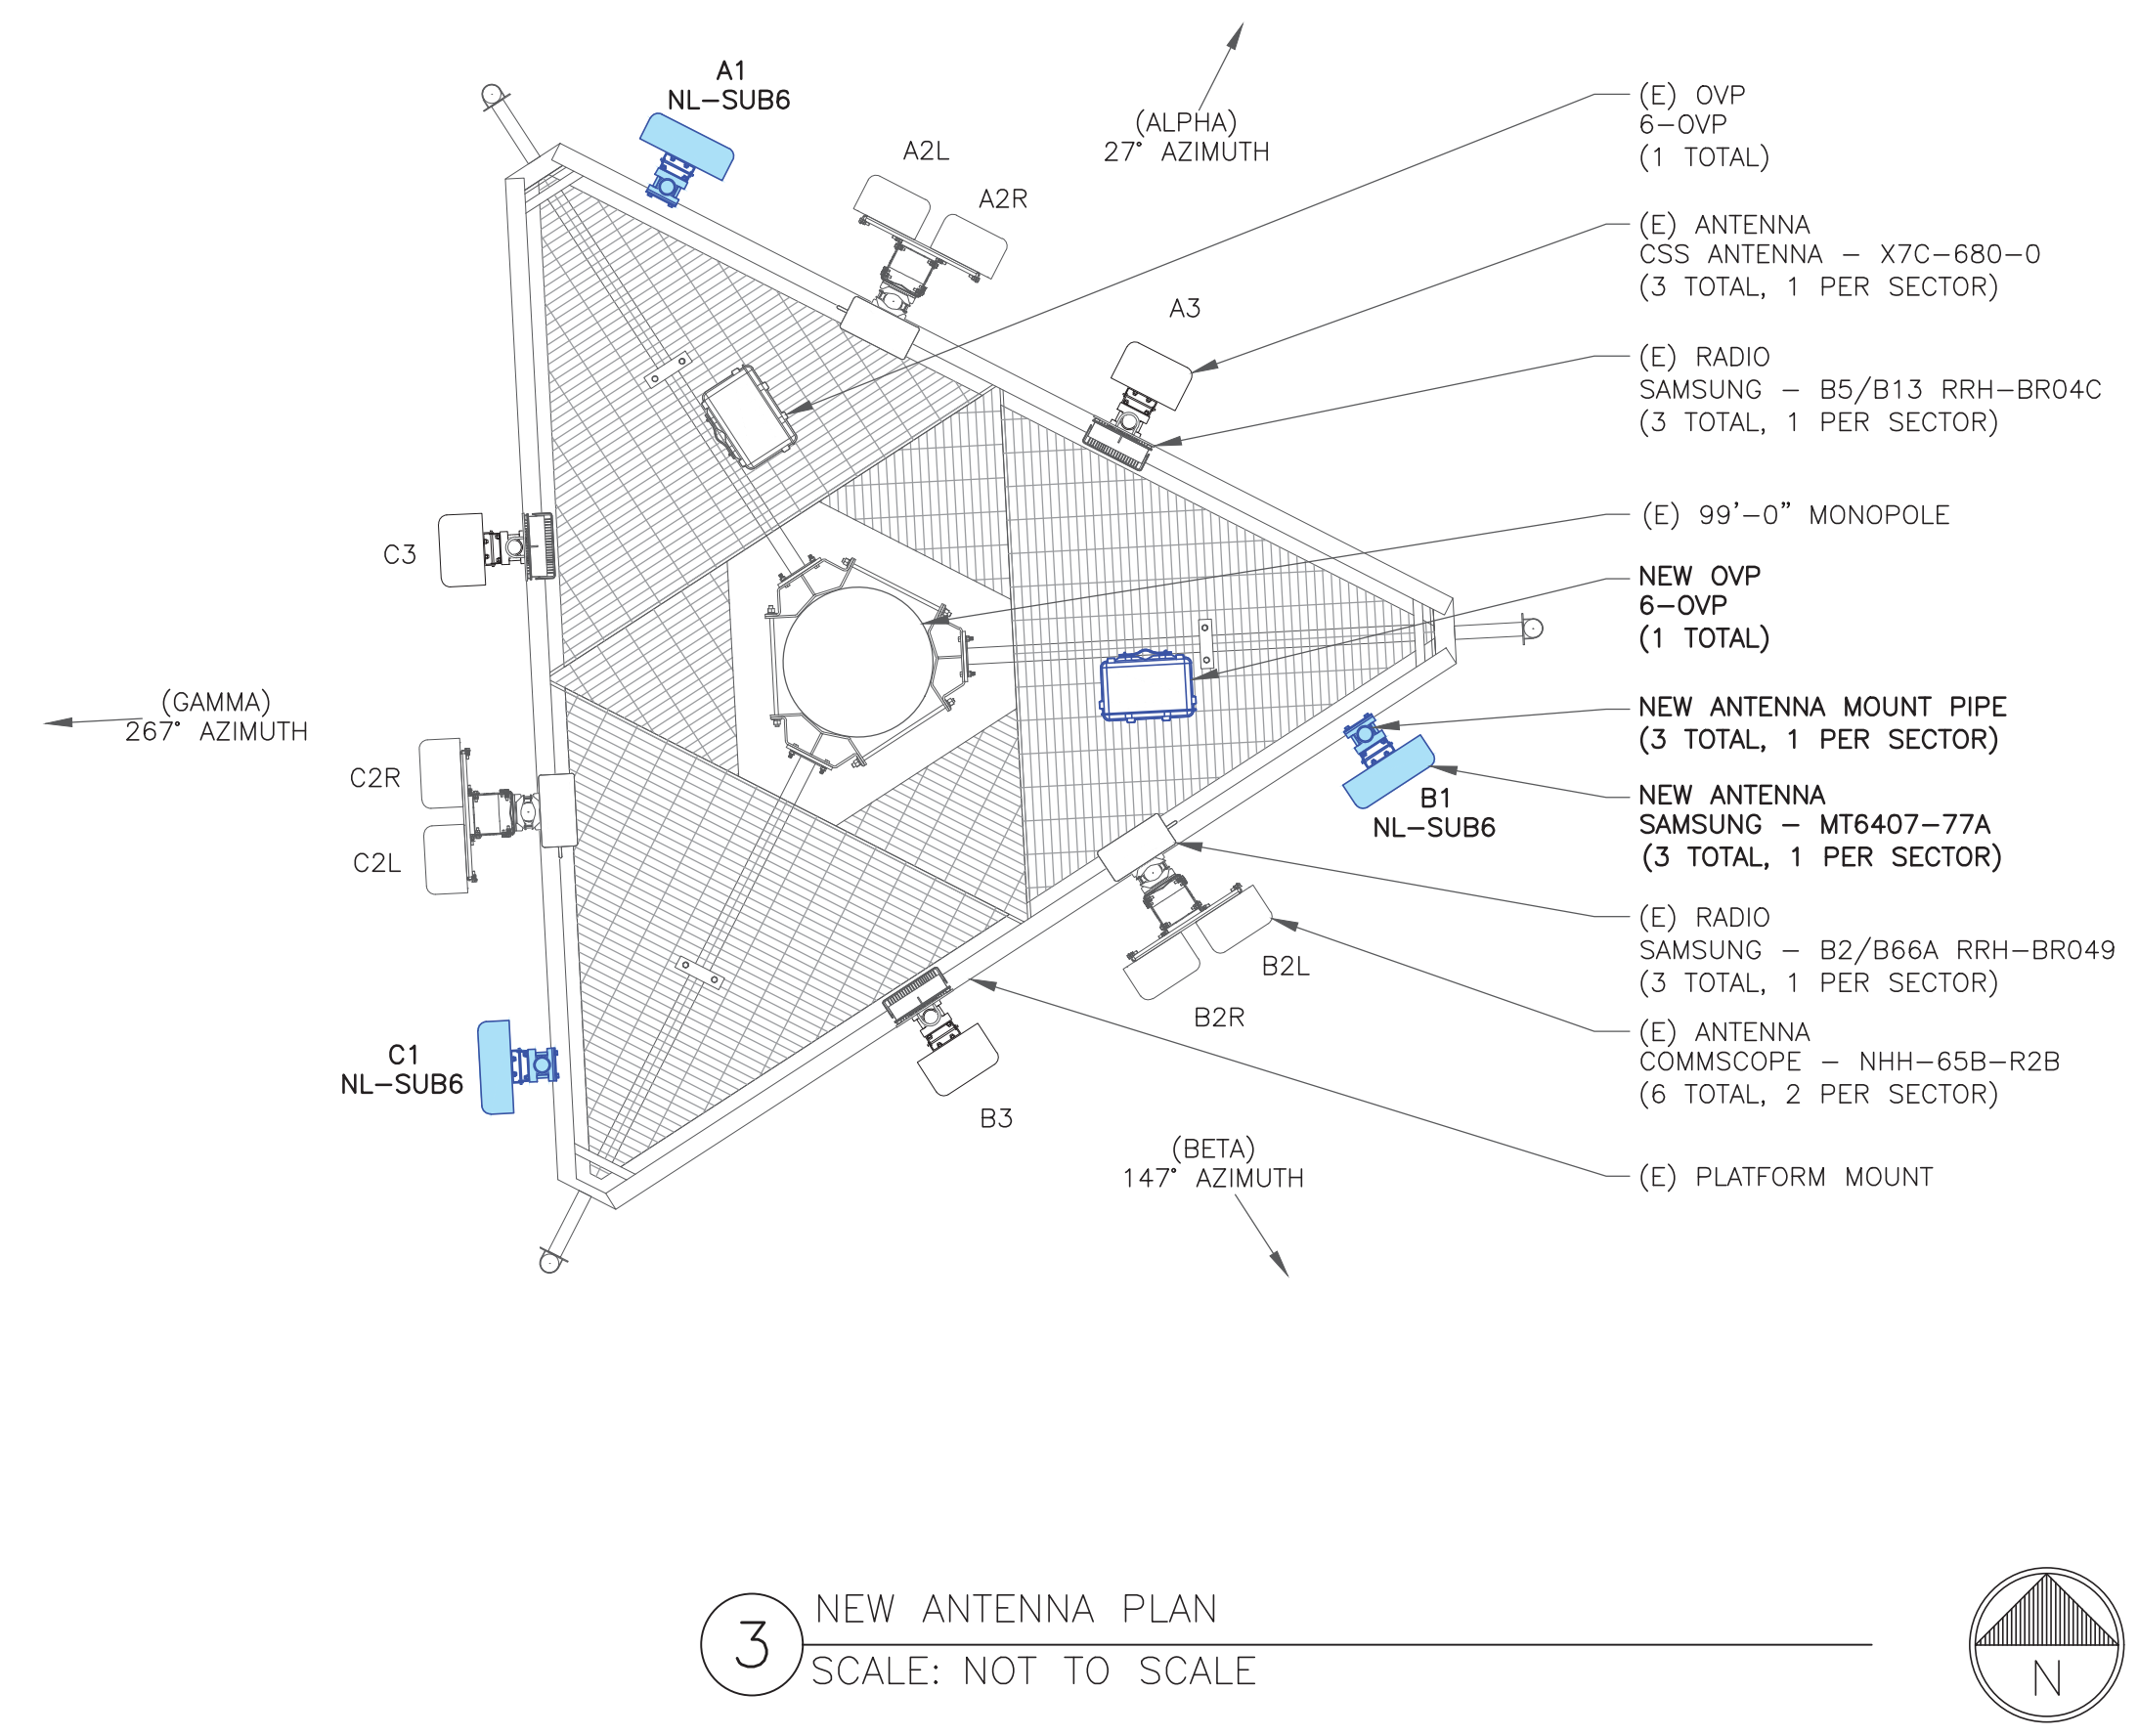 A1
NL-SUB6
A2L
A2R
(ALPHA)
27° AZIMUTH
A3
(E) OVP
6-OVP
(1 TOTAL)
(E) ANTENNA
CSS ANTENNA - X7C-680-0
(3 TOTAL, 1 PER SECTOR)
(E) RADIO
SAMSUNG - B5/B13 RRH-BR04C
(3 TOTAL, 1 PER SECTOR)
(E) 99'-0" MONOPOLE
NEW OVP
6-OVP
(1 TOTAL)
NEW ANTENNA MOUNT PIPE
(3 TOTAL, 1 PER SECTOR)
NEW ANTENNA
SAMSUNG - MT6407-77A
(3 TOTAL, 1 PER SECTOR)
(E) RADIO
SAMSUNG - B2/B66A RRH-BR049
(3 TOTAL, 1 PER SECTOR)
(E) ANTENNA
COMMSCOPE - NHH-65B-R2B
(6 TOTAL, 2 PER SECTOR)
(E) PLATFORM MOUNT
C3
(GAMMA)
267° AZIMUTH
C2R
C2L
C1
NL-SUB6
B1
NL-SUB6
B2L
B2R
B3
(BETA)
147° AZIMUTH
3
NEW ANTENNA PLAN
SCALE: NOT TO SCALE
N